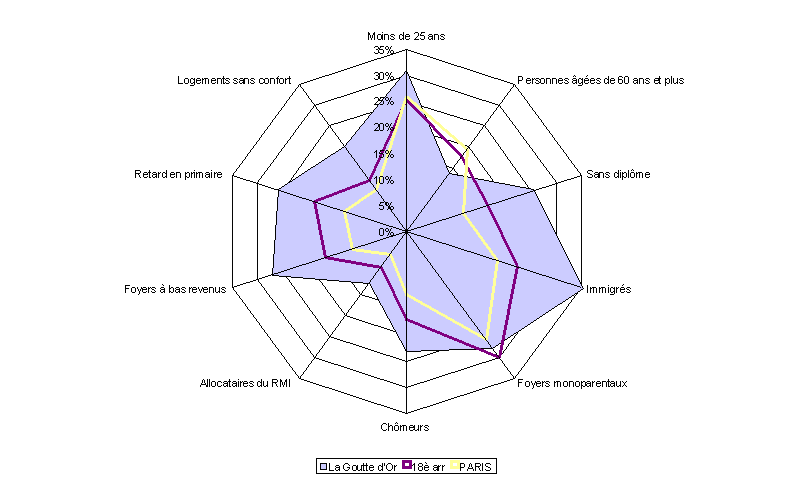 Moins de 25 ans
35%
30%
25%
20%
15%
10%
5%
0%
Personnes âgées de 60 ans et plus
Sans diplôme
Immigrés
Foyers monoparentaux
Chômeurs
Allocataires du RMI
Foyers à bas revenus
Retard en primaire
Logements sans confort
La Goutte d'Or 18è arr PARIS